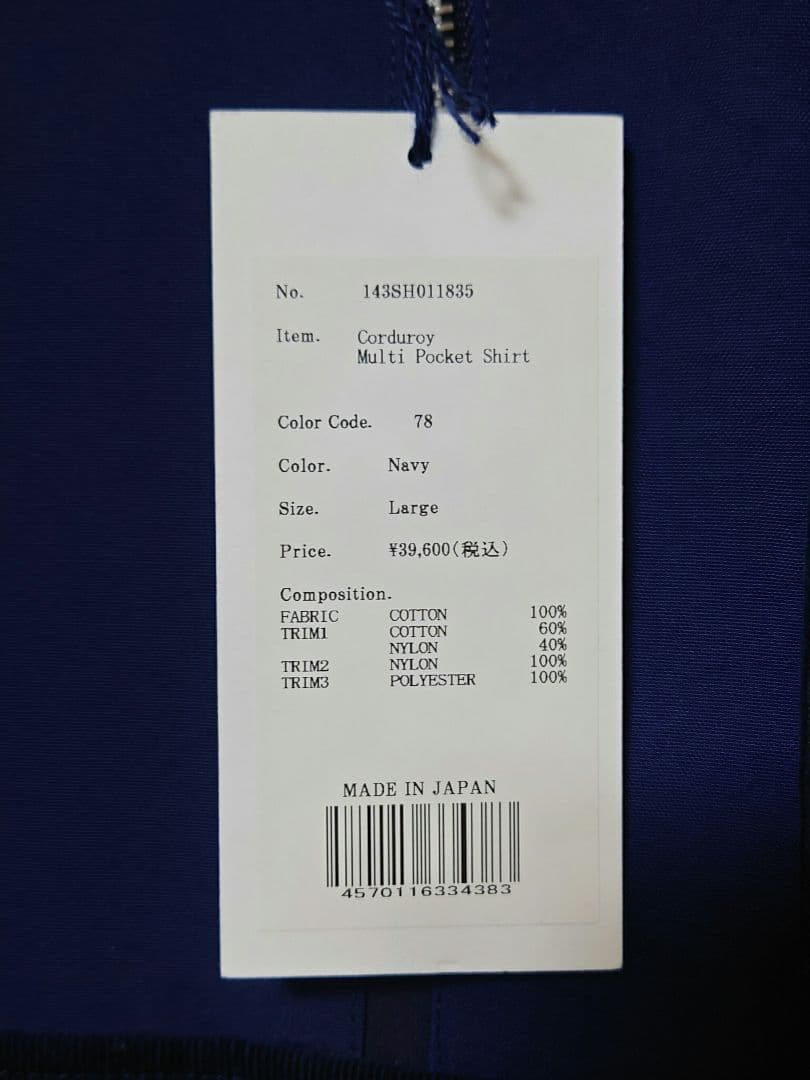 No. 143SH011835
Item. Corduroy
Multi Pocket Shirt
Color Code. 78
Color. Navy
Size. Large
Price. ¥39,600(税込)
Composition.
FABRIC COTTON 100%
TRIM1 COTTON 60%
NYLON 40%
TRIM2 NYLON 100%
TRIM3 POLYESTER 100%
MADE IN JAPAN
4570116334383